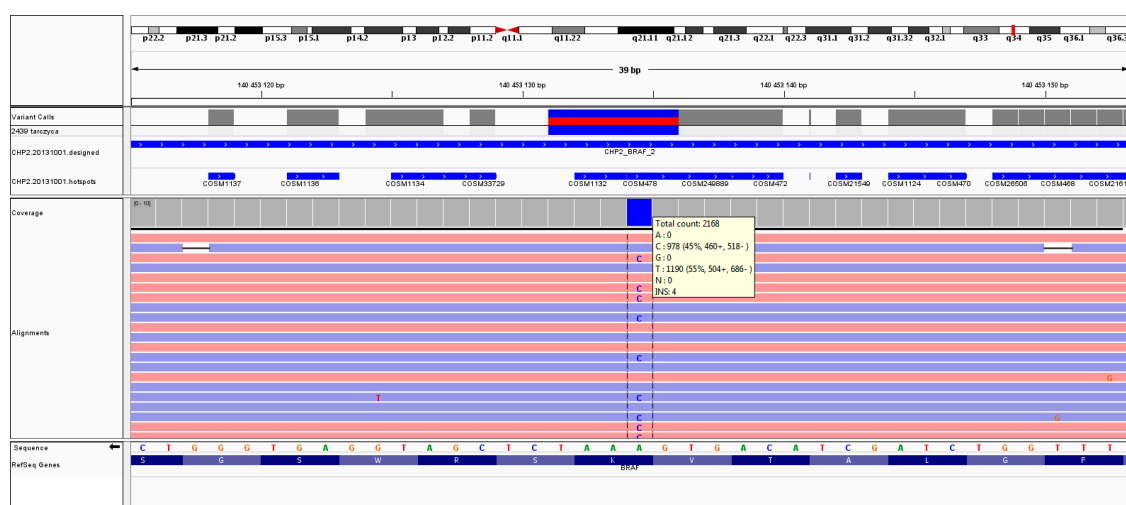 p22.2 p21.3 p21.2 p15.3 p15.1 p14.2 p13 p12.2 p11.2 q11.1 q11.22 q21.11 q21.12 q21.3 q22.1 q22.3 q31.1 q31.2 q31.32 q32.1 q33 q34 q35 q36.1 q36.3
39 bp
140 453 120 bp 140 453 130 bp 140 453 140 bp 140 453 150 bp
Variant Calls
2439 tarczyca
CHP2.20131001.designed
CHP2_BRAF_2
CHP2.20131001.hotspots
COSM1137 COSM1136 COSM1134 COSM33729 COSM1132 COSM478 COSM249889 COSM472 COSM21549 COSM1124 COSM470 COSM26506 COSM468 COSM2161
Coverage
[0 - 10]
Total count: 2168
A : 0
C : 978 (45%, 460+, 518- )
G : 0
T : 1190 (55%, 504+, 686- )
N : 0
INS: 4
C
C
C
C
Alignments
C
G
T C
C G
C
C
Sequence
C T G G G T G A G G T A G C T C T A A A G T G A C A T C G A T C T G G T T T
RefSeq Genes
S G S W R S K V T A L G F
BRAF